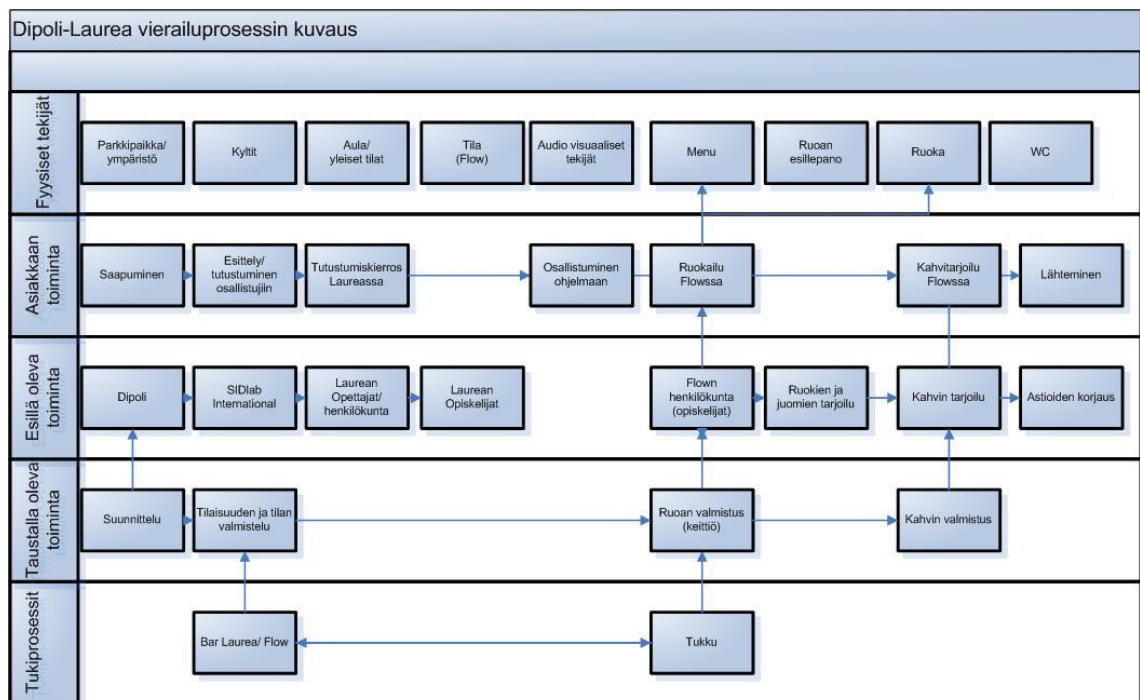 Dipoli-Laurea vierailuprosessin kuvaus
Fyysiset tekijät
Parkkipaikka/
ympäristö
Kyltit
Aula/
yleiset tilat
Tila
(Flow)
Audio visuaaliset
tekijät
Menu
Ruoan
esillepano
Ruoka
WC
Asiakkaan
toiminta
Saapuminen
Esittely/
tutustuminen
osallistujiin
Tutustumiskierros
Laureassa
Osallistuminen
ohjelmaan
Ruokailu
Flowssa
Kahvitarjoilu
Flowssa
Lähteminen
Esillä oleva
toiminta
Dipoli
SIDlab
International
Laurean
Opettajat/
henkilökunta
Laurean
Opiskelijat
Flown
henkilökunta
(opiskelijat)
Ruokien ja
juomien tarjoilu
Kahvin tarjoilu
Astioiden korjaus
Taustalla oleva
toiminta
Suunnittelu
Tilaisuuden ja tilan
valmistelu
Ruoan valmistus
(keittiö)
Kahvin valmistus
Tukiprosessit
Bar Laurea/ Flow
Tukku